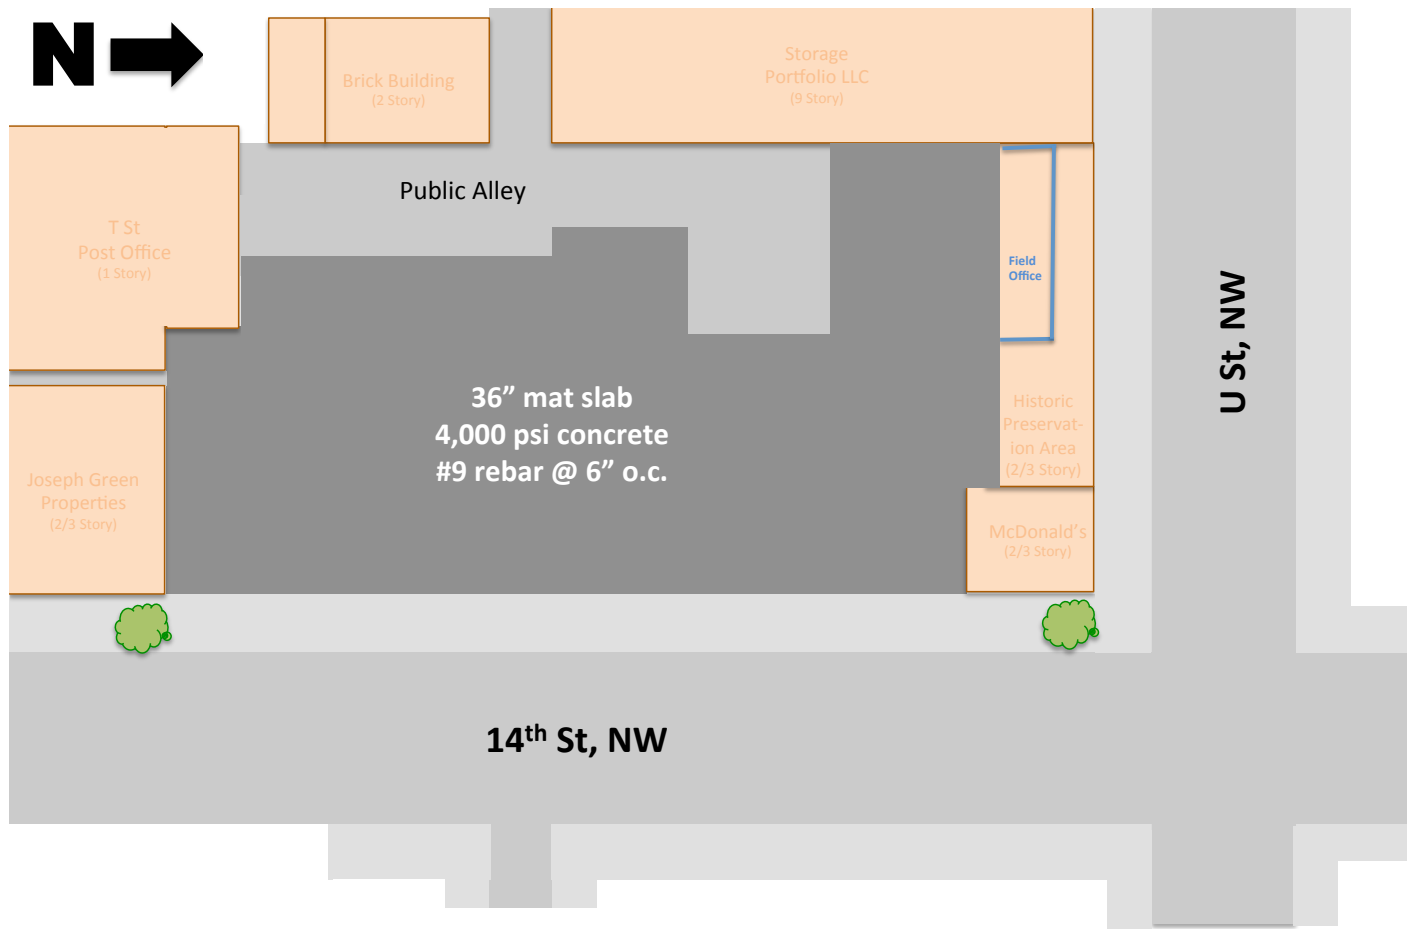 N
Brick Building
(2 Story)
Storage
Portfolio LLC
(9 Story)
Public Alley
T St
Post Office
(1 Story)
Field
Office
U St, NW
36” mat slab
4,000 psi concrete
#9 rebar @ 6” o.c.
Historic
Preservat-
ion Area
(2/3 Story)
Joseph Green
Properties
(2/3 Story)
McDonald’s
(2/3 Story)
14th St, NW